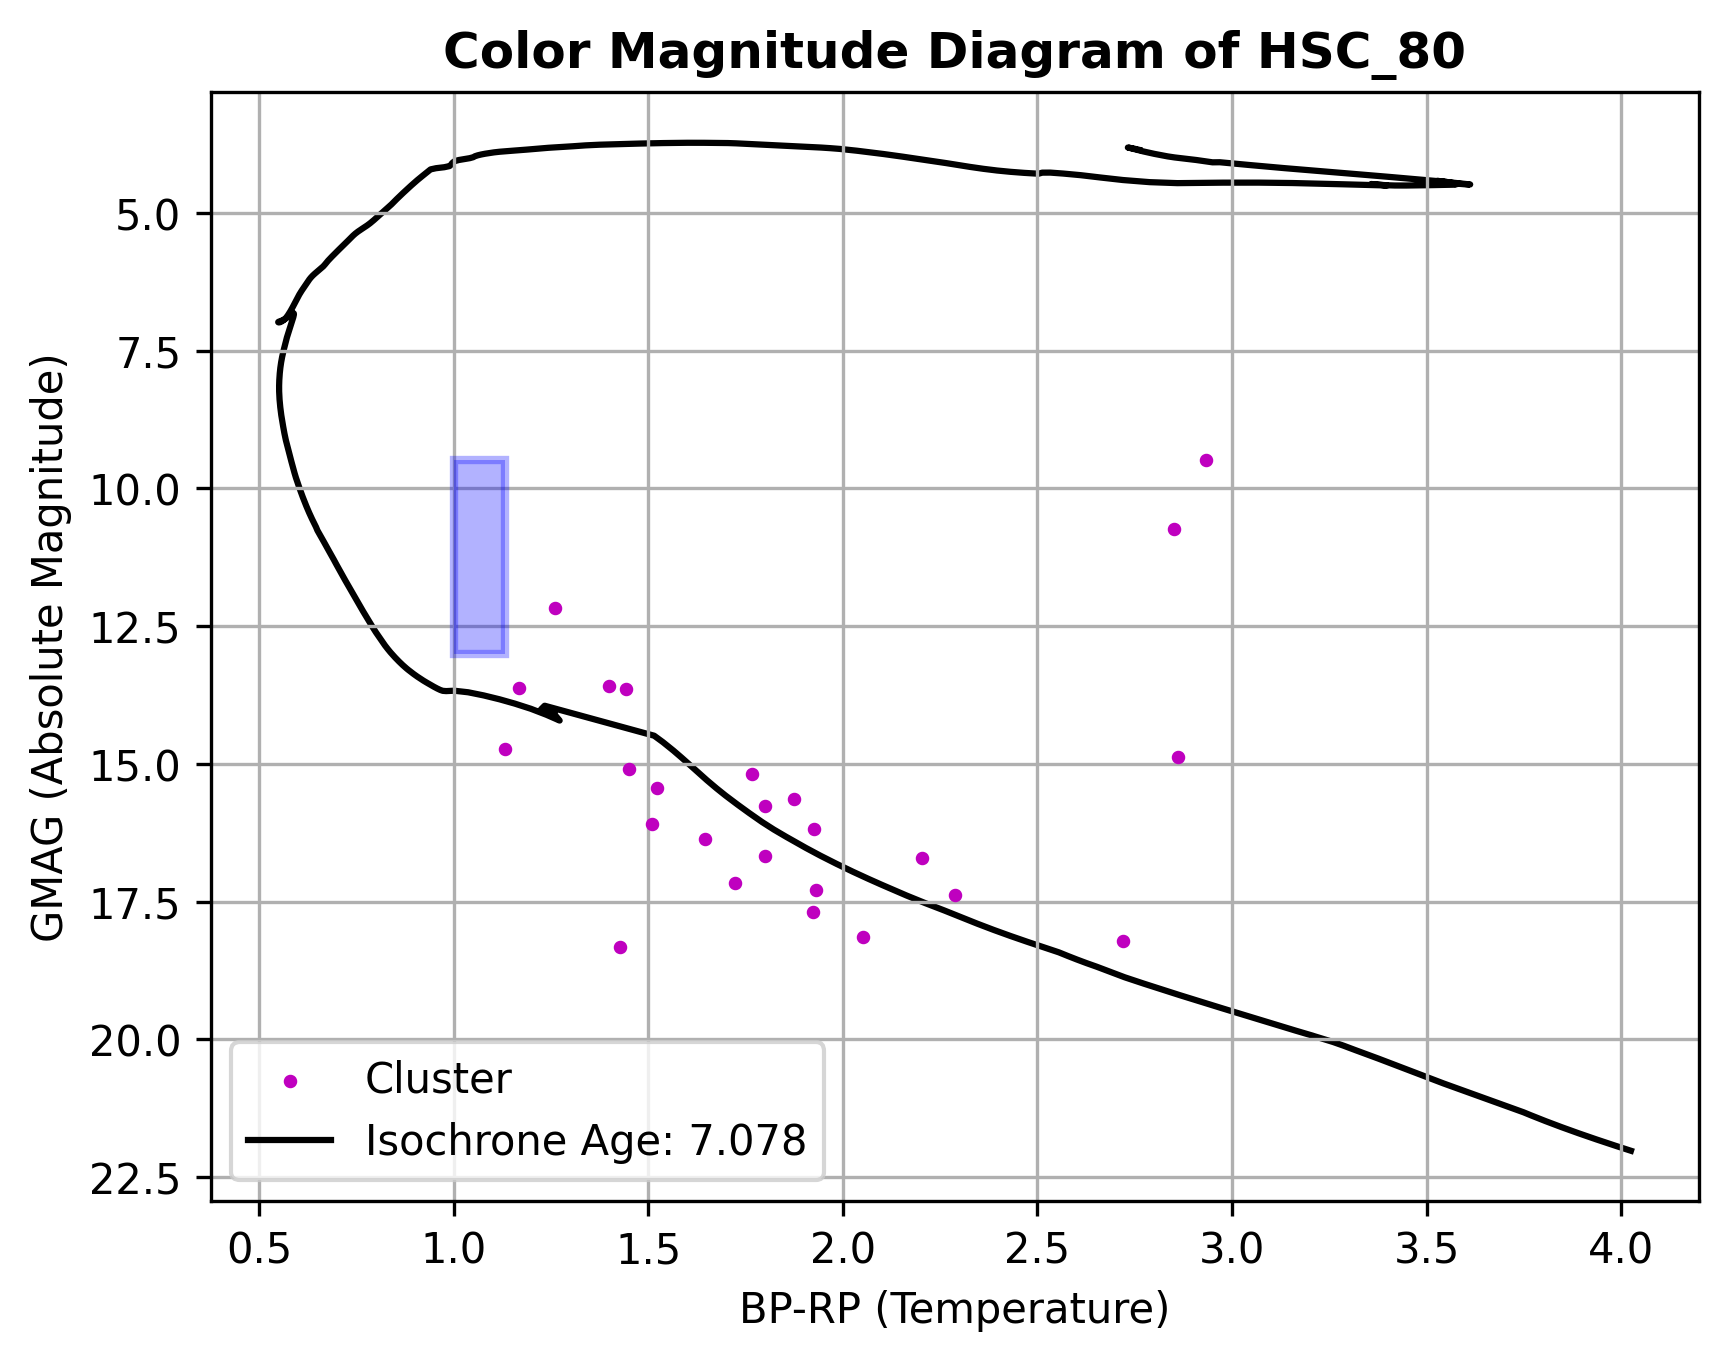 Color Magnitude Diagram of HSC_80
GMAG (Absolute Magnitude)
5.0
7.5
10.0
12.5
15.0
17.5
20.0
22.5
Cluster
Isochrone Age: 7.078
0.5 1.0 1.5 2.0 2.5 3.0 3.5 4.0
BP-RP (Temperature)